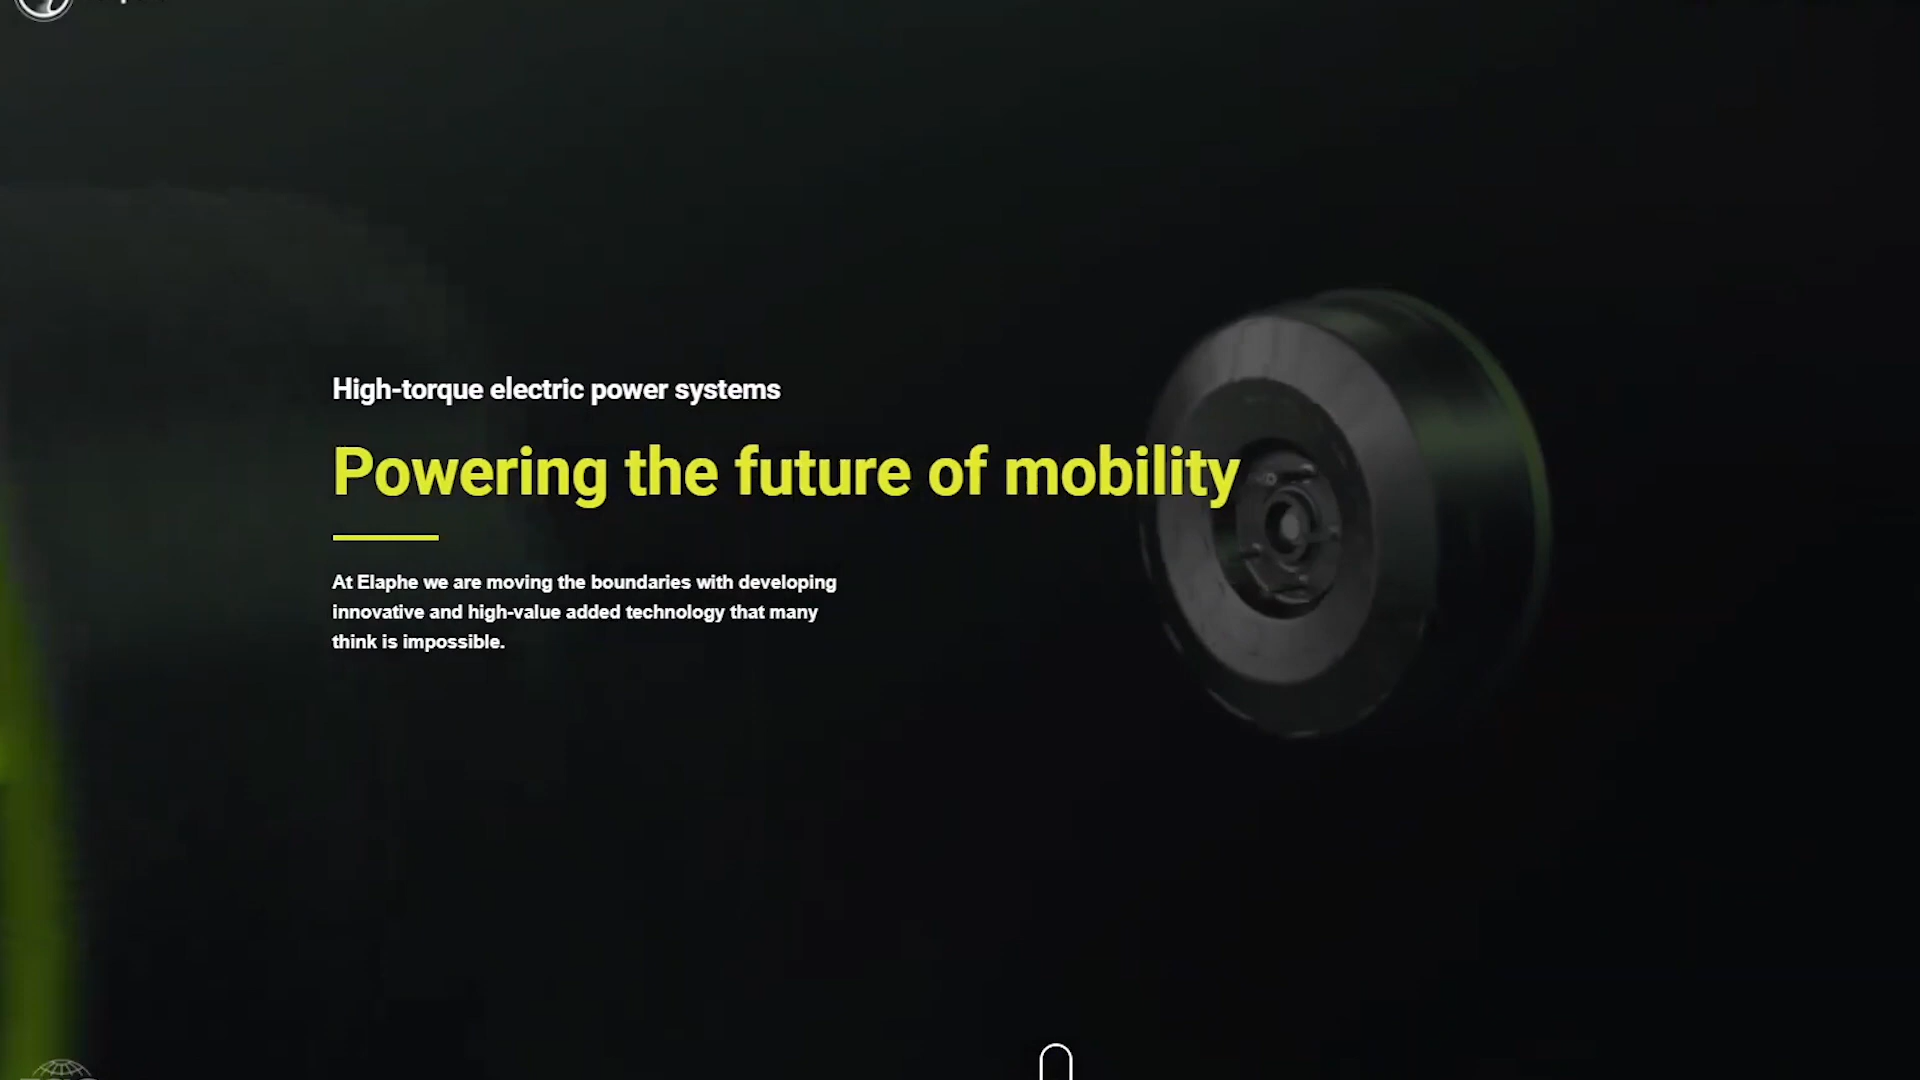 High-torque electric power systems
Powering the future of mobility
At Elaphe we are moving the boundaries with developing
innovative and high-value added technology that many
think is impossible.